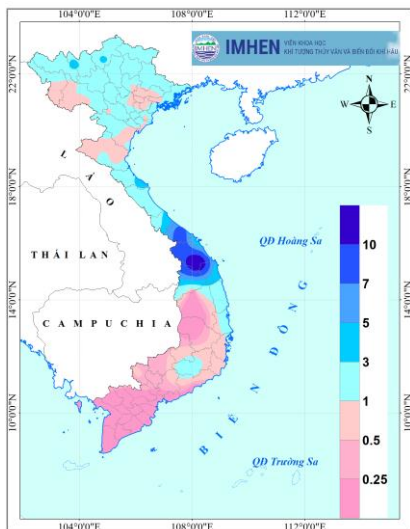 104°0'0"E
108°0'0"E
112°0'0"E
IMHEN
VIỆN KHOA HỌC
KHÍ TƯỢNG THỦY VĂN VÀ BIẾN ĐỔI KHÍ HẬU
22°0'0"N
22°0'0"N
N
W
E
S
LÀO
18°0'0"N
18°0'0"N
QĐ Hoàng Sa
THÁI LAN
10
7
5
3
1
0.5
0.25
14°0'0"N
14°0'0"N
CAMPUCHIA
BIỂN ĐÔNG
10°0'0"N
10°0'0"N
QĐ Trường Sa
104°0'0"E
108°0'0"E
112°0'0"E